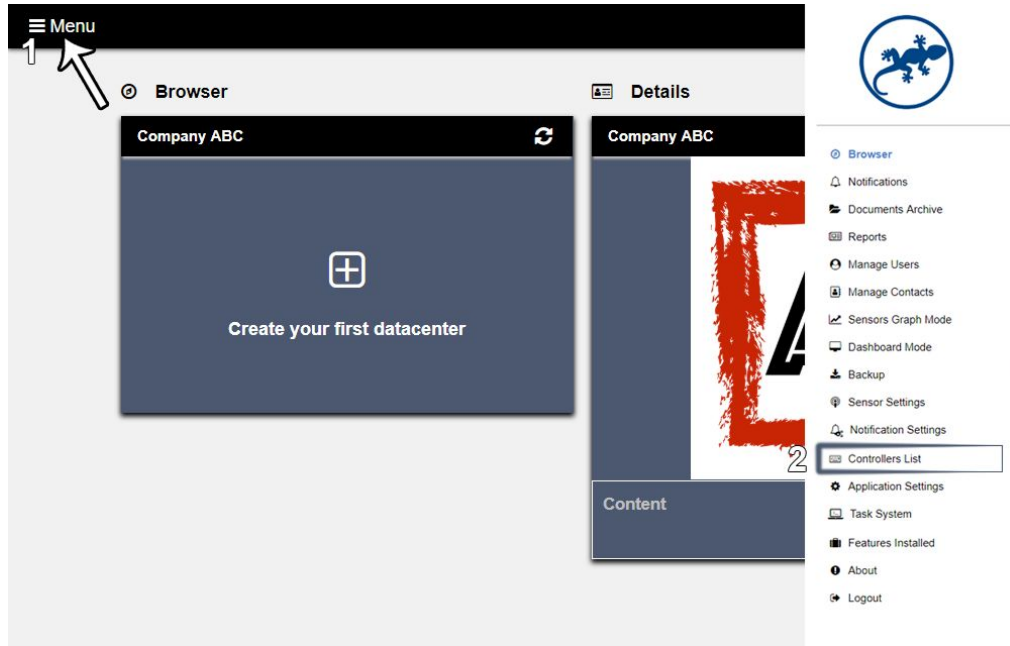 Menu
1
Browser
Company ABC
Create your first datacenter
Details
Company ABC
2
Content
Browser
Notifications
Documents Archive
Reports
Manage Users
Manage Contacts
Sensors Graph Mode
Dashboard Mode
Backup
Sensor Settings
Notification Settings
Controllers List
Application Settings
Task System
Features Installed
About
Logout